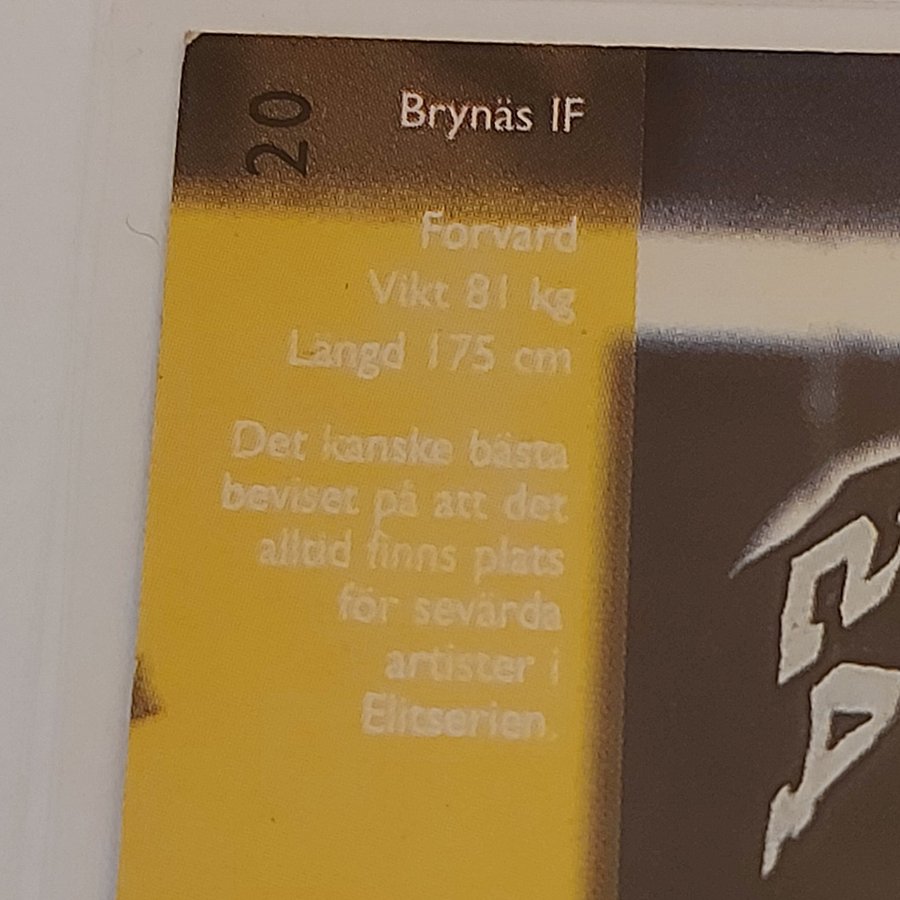 20
Brynäs IF
Forvard
Vikt 81 kg
Längd 175 cm
Det kanske bästa
beviset på att det
alltid finns plats
för sevärda
artister i
Elitserien.